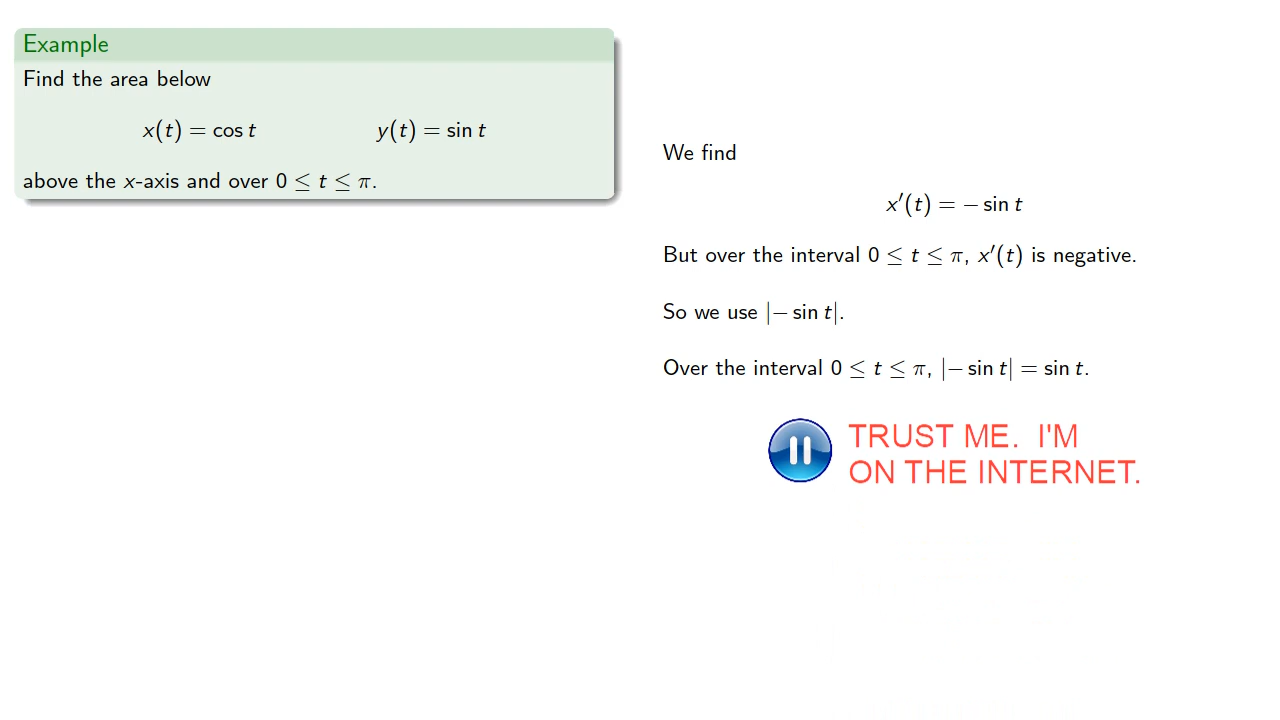 Example
Find the area below
x(t) = cos t y(t) = sin t
above the x-axis and over 0 ≤ t ≤ π.
We find
x′(t) = − sin t
But over the interval 0 ≤ t ≤ π, x′(t) is negative.
So we use |− sin t|.
Over the interval 0 ≤ t ≤ π, |− sin t| = sin t.
TRUST ME. I'M
ON THE INTERNET.